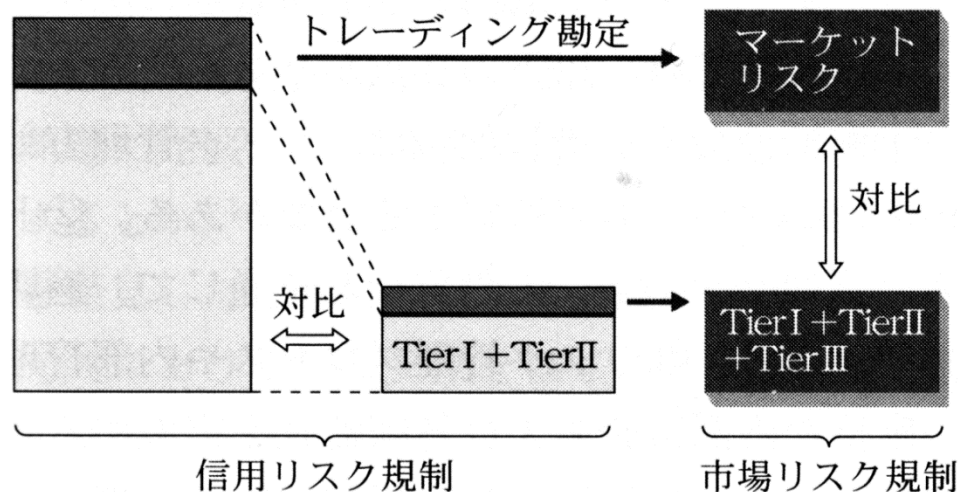 トレーディング勘定
マーケット
リスク
対比
対比
TierⅠ+TierⅡ
TierⅠ+TierⅡ
+TierⅢ
信用リスク規制
市場リスク規制